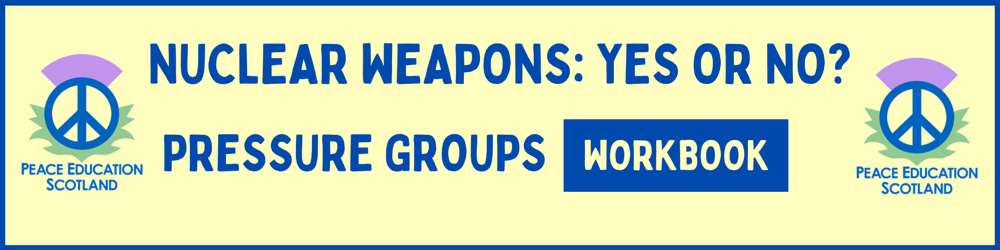 NUCLEAR WEAPONS: YES OR NO?
PRESSURE GROUPS WORKBOOK
PEACE EDUCATION
SCOTLAND
PEACE EDUCATION
SCOTLAND